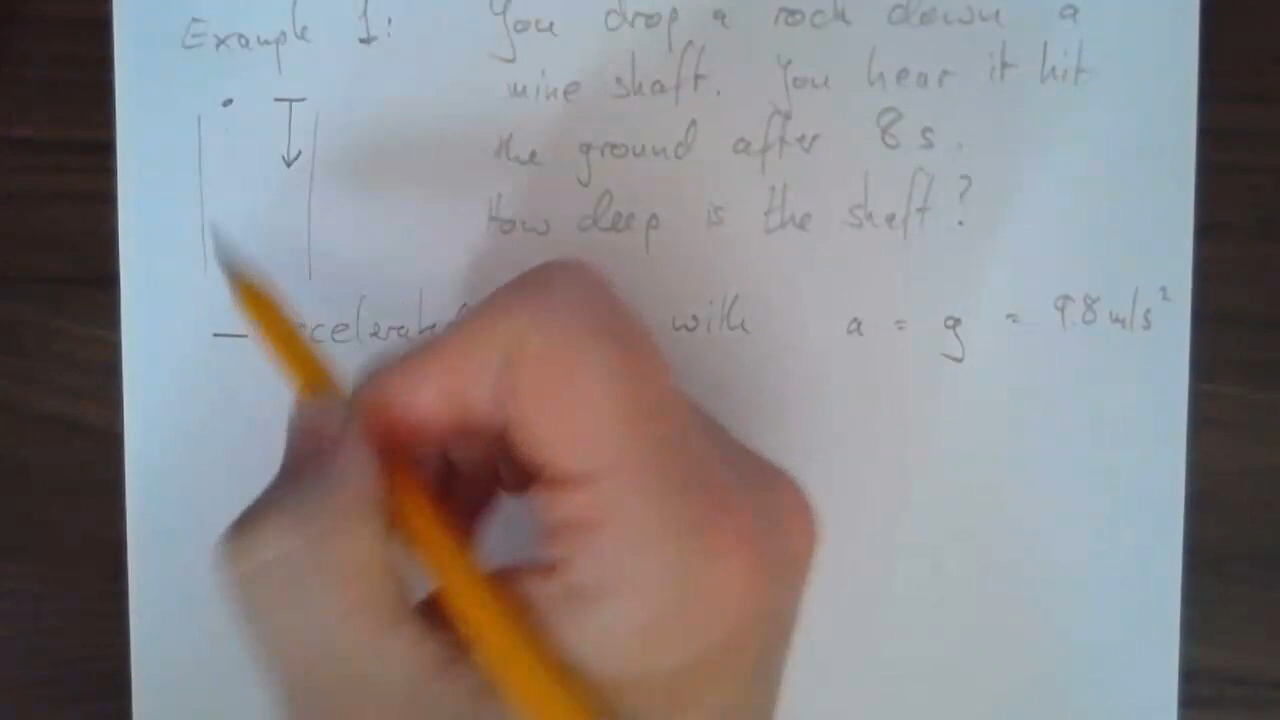 Example 1: You drop a rock down a
mine shaft. You hear it hit
the ground after 8 s.
How deep is the shaft?
— with a = g = 9.8 m/s²